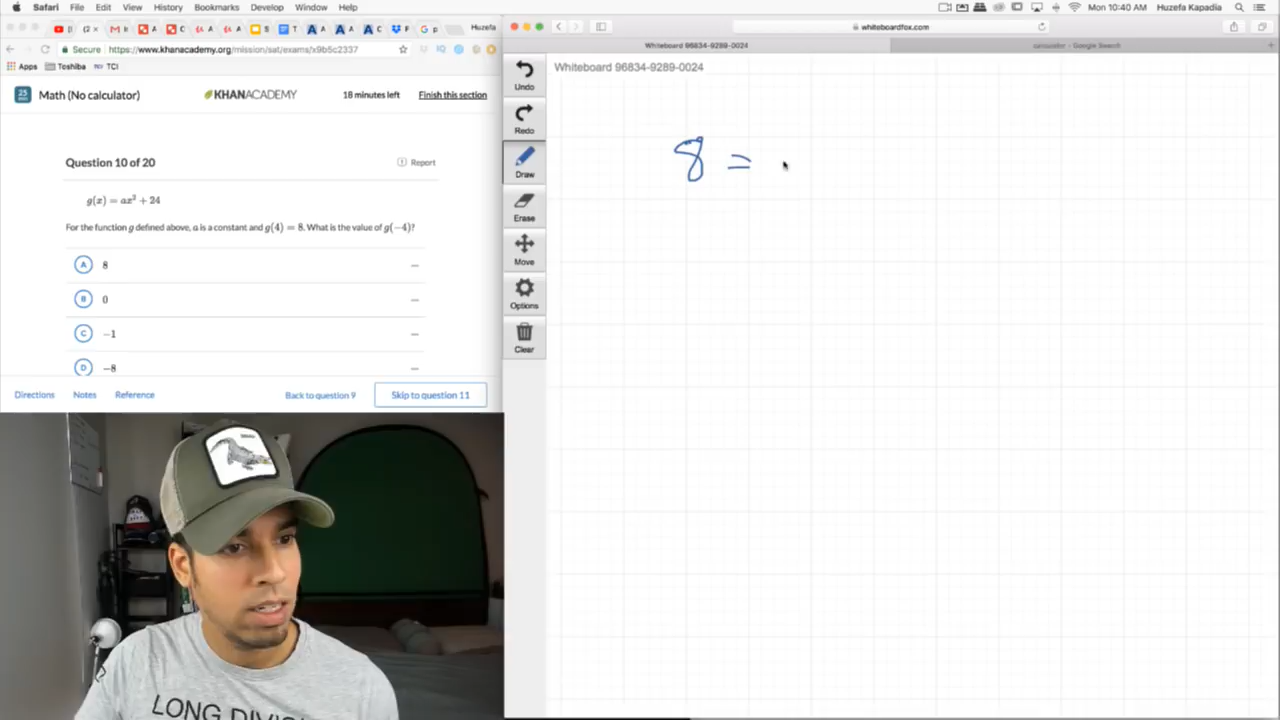 Safari File Edit View History Bookmarks Develop Window Help Mon 10:40 AM Huzefa Kapadia
Huzefa
Secure https://www.khanacademy.org/mission/sat/exams/x9b5c2337
Apps Toshiba TCI
Math (No calculator) KHANACADEMY 18 minutes left Finish this section
Question 10 of 20 Report
g(x) = ax² + 24
For the function g defined above, a is a constant and g(4) = 8. What is the value of g(−4)?
A 8
B 0
C −1
D −8
Directions Notes Reference Back to question 9 Skip to question 11
whiteboardfox.com
Whiteboard 96834-9289-0024
Whiteboard 96834-9289-0024
Undo
Redo
Draw
Erase
Move
Options
Clear
8 =
LONG DIVIS